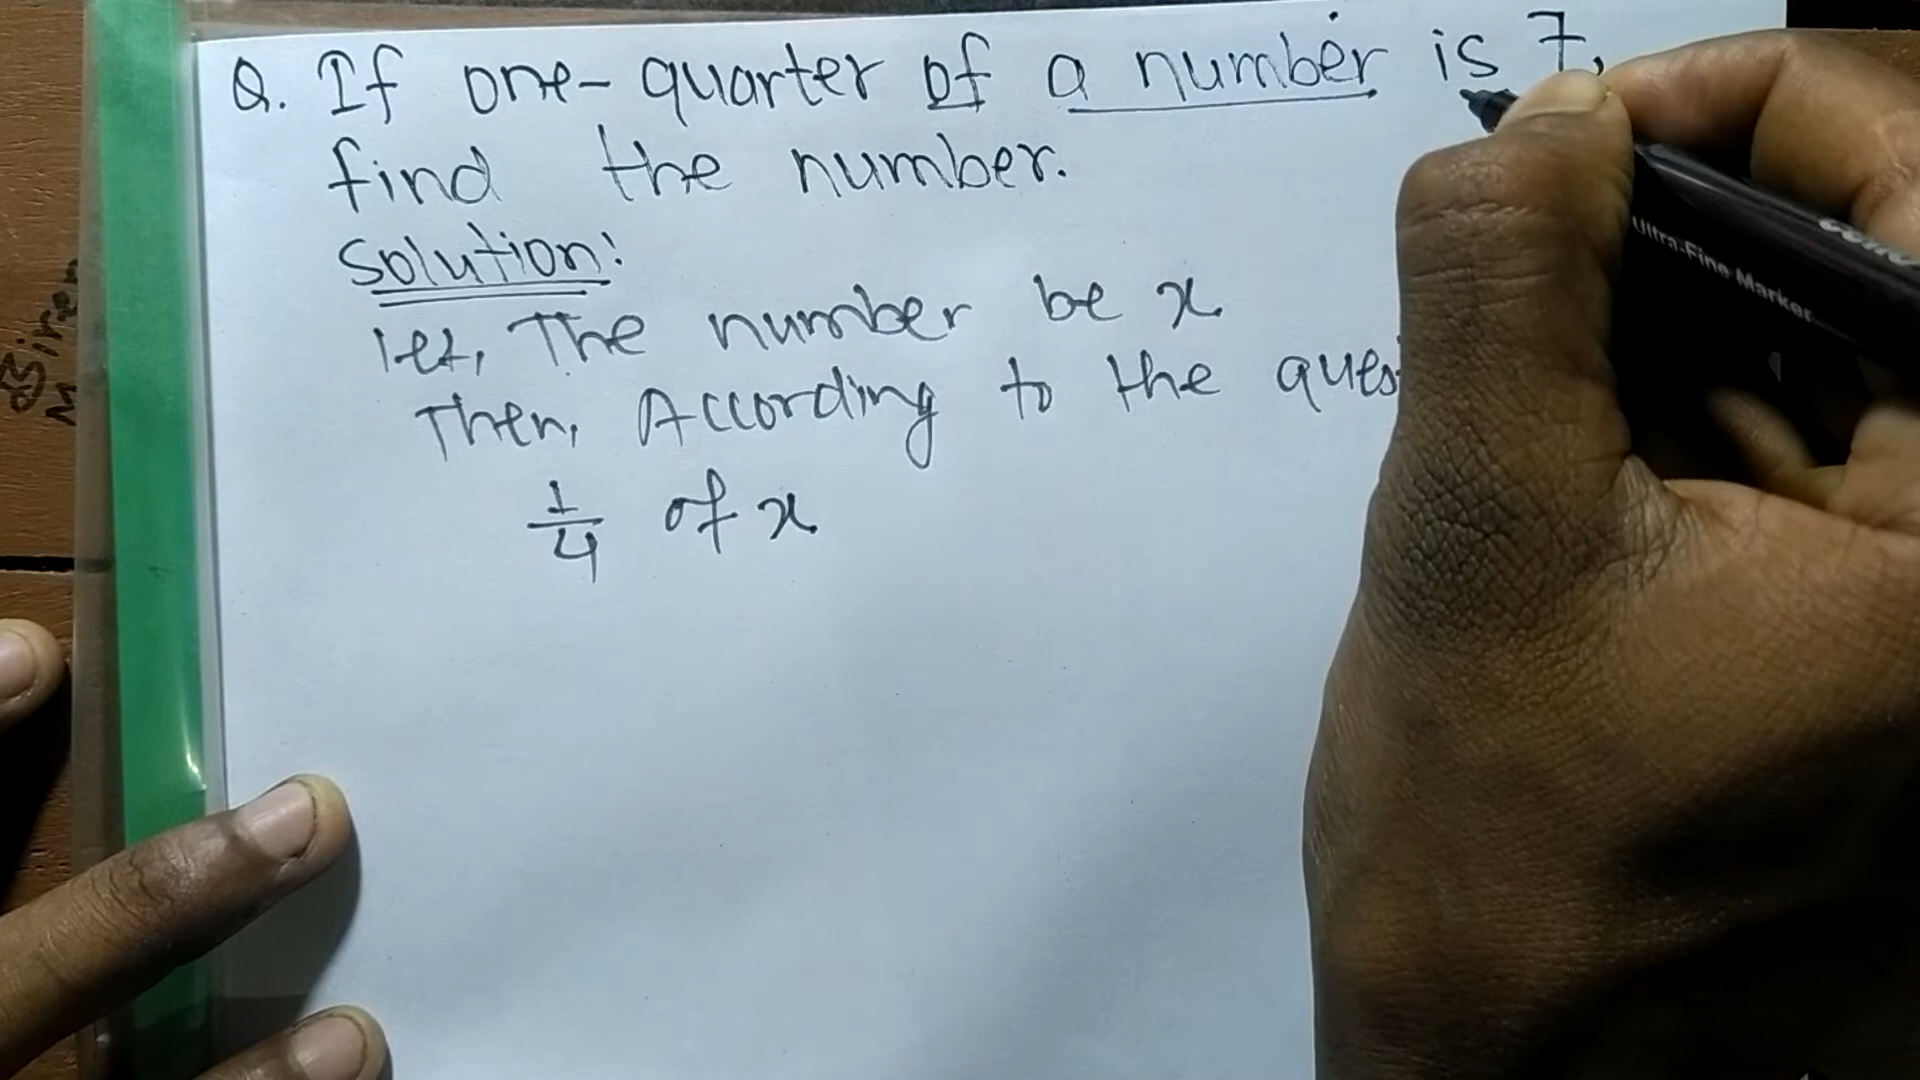 Q. If one-quarter of a number is 7,
find the number.
Solution:
let, The number be x
Then, According to the ques
1/4 of x
Ultra-Fine Marker